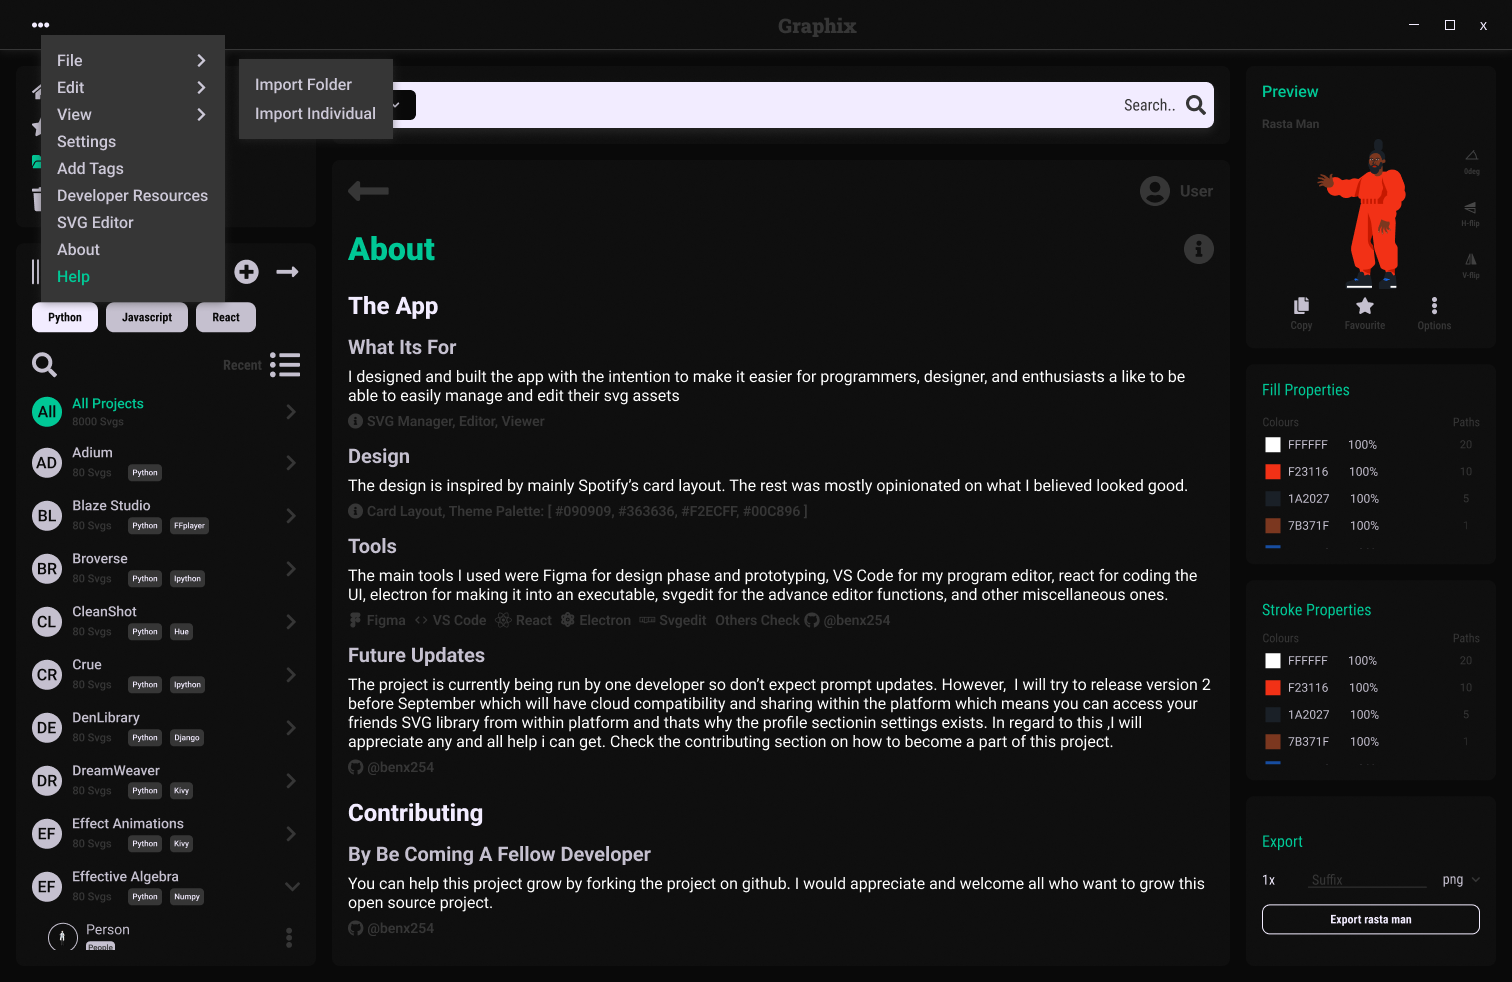 Graphix
x
File
Edit
View
Settings
Add Tags
Developer Resources
SVG Editor
About
Help
Import Folder
Import Individual
Search..
Python
Javascript
React
Recent
All
All Projects
8000 Svgs
AD
Adium
80 Svgs
Python
BL
Blaze Studio
80 Svgs
Python
FFplayer
BR
Broverse
80 Svgs
Python
Ipython
CL
CleanShot
80 Svgs
Python
Hue
CR
Crue
80 Svgs
Python
Ipython
DE
DenLibrary
80 Svgs
Python
Django
DR
DreamWeaver
80 Svgs
Python
Kivy
EF
Effect Animations
80 Svgs
Python
Kivy
EF
Effective Algebra
80 Svgs
Python
Numpy
Person
People
User
About
The App
What Its For
I designed and built the app with the intention to make it easier for programmers, designer, and enthusiasts a like to be
able to easily manage and edit their svg assets
SVG Manager, Editor, Viewer
Design
The design is inspired by mainly Spotify's card layout. The rest was mostly opinionated on what I believed looked good.
Card Layout, Theme Palette: [ #090909, #363636, #F2ECFF, #00C896 ]
Tools
The main tools I used were Figma for design phase and prototyping, VS Code for my program editor, react for coding the
UI, electron for making it into an executable, svgedit for the advance editor functions, and other miscellaneous ones.
Figma VS Code React Electron Svgedit Others Check @benx254
Future Updates
The project is currently being run by one developer so don't expect prompt updates. However,  I will try to release version 2
before September which will have cloud compatibility and sharing within the platform which means you can access your
friends SVG library from within platform and thats why the profile sectionin settings exists. In regard to this ,I will
appreciate any and all help i can get. Check the contributing section on how to become a part of this project.
@benx254
Contributing
By Be Coming A Fellow Developer
You can help this project grow by forking the project on github. I would appreciate and welcome all who want to grow this
open source project.
@benx254
Preview
Rasta Man
0deg
H-flip
V-flip
Copy
Favourite
Options
Fill Properties
Colours
Paths
FFFFFF 100% 20
F23116 100% 10
1A2027 100% 5
7B371F 100% 1
Stroke Properties
Colours
Paths
FFFFFF 100% 20
F23116 100% 10
1A2027 100% 5
7B371F 100% 1
Export
1x
Suffix
png
Export rasta man